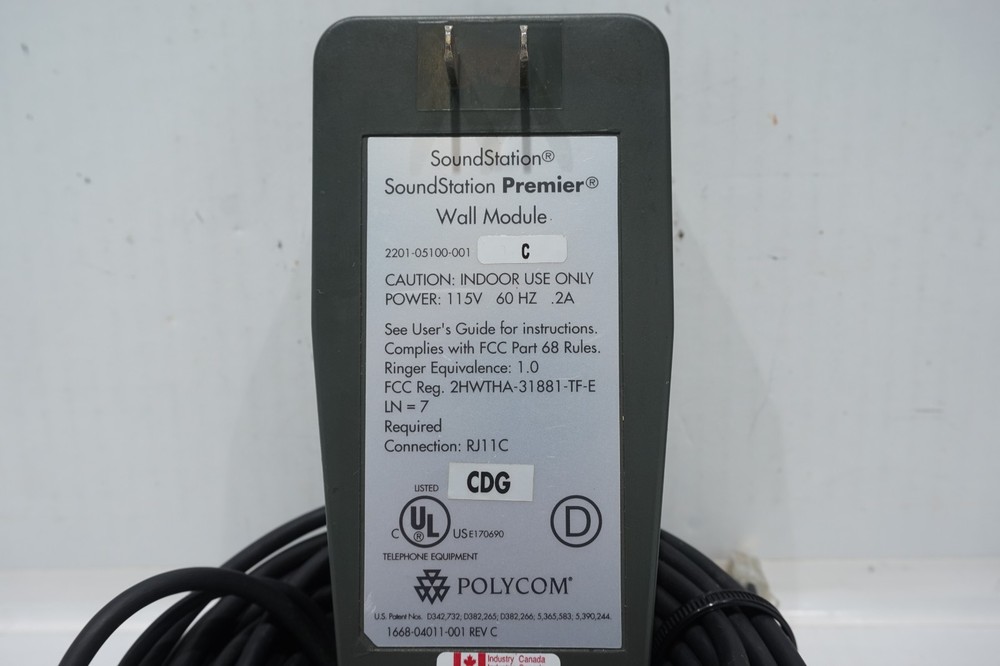 SoundStation®
SoundStation Premier®
Wall Module
2201-05100-001 C
CAUTION: INDOOR USE ONLY
POWER: 115V 60 HZ .2A
See User's Guide for instructions.
Complies with FCC Part 68 Rules.
Ringer Equivalence: 1.0
FCC Reg. 2HWTHA-31881-TF-E
LN = 7
Required
Connection: RJ11C
CDG
LISTED
C UL® US E170690
D
TELEPHONE EQUIPMENT
POLYCOM®
U.S. Patent Nos. D342,732; D382,265; D382,266; 5,365,583; 5,390,244.
1668-04011-001 REV C
Industry Canada